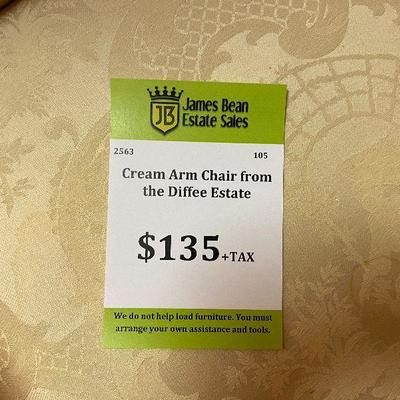 JB
James Bean
Estate Sales
2563 105
Cream Arm Chair from
the Diffee Estate
$135+TAX
We do not help load furniture. You must
arrange your own assistance and tools.